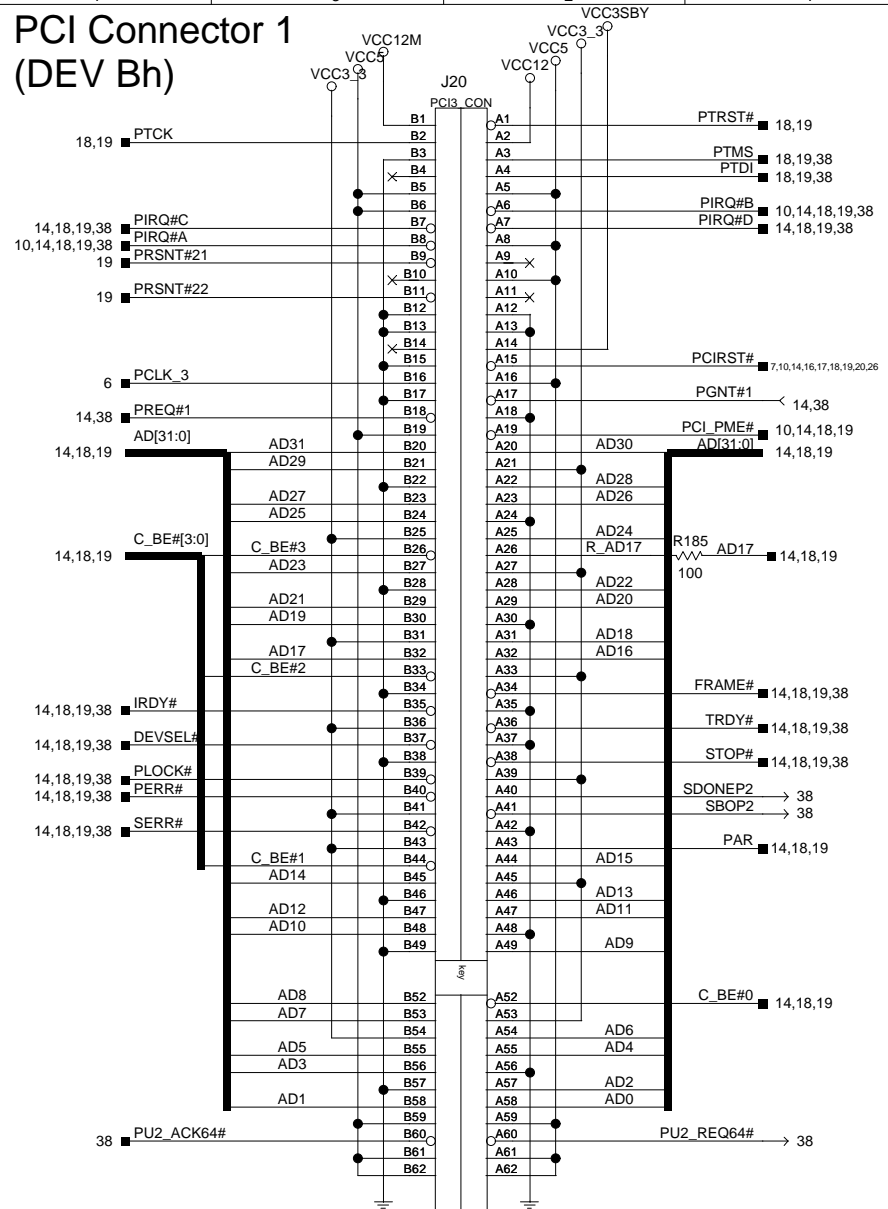 PCI Connector 1
(DEV Bh)
VCC3SBY
VCC12M
VCC3_3
VCC5
VCC5
VCC3_3
VCC12
J20
PCI3_CON
B1 A1 PTRST# 18,19
18,19 PTCK B2 A2
B3 A3 PTMS 18,19,38
B4 A4 PTDI 18,19,38
B5 A5
B6 A6 PIRQ#B 10,14,18,19,38
14,18,19,38 PIRQ#C B7 A7 PIRQ#D 14,18,19,38
10,14,18,19,38 PIRQ#A B8 A8
19 PRSNT#21 B9 A9
B10 A10
19 PRSNT#22 B11 A11
B12 A12
B13 A13
B14 A14
B15 A15 PCIRST# 7,10,14,16,17,18,19,20,26
6 PCLK_3 B16 A16
B17 A17 PGNT#1 14,38
14,38 PREQ#1 B18 A18
B19 A19 PCI_PME# 10,14,18,19
14,18,19 AD[31:0] AD31 B20 A20 AD30 AD[31:0] 14,18,19
AD29 B21 A21
B22 A22 AD28
AD27 B23 A23 AD26
AD25 B24 A24
B25 A25 AD24
14,18,19 C_BE#[3:0] C_BE#3 B26 A26 R_AD17 R185 100 AD17 14,18,19
AD23 B27 A27
B28 A28 AD22
AD21 B29 A29 AD20
AD19 B30 A30
B31 A31 AD18
AD17 B32 A32 AD16
C_BE#2 B33 A33
B34 A34 FRAME# 14,18,19,38
14,18,19,38 IRDY# B35 A35
B36 A36 TRDY# 14,18,19,38
14,18,19,38 DEVSEL# B37 A37
B38 A38 STOP# 14,18,19,38
14,18,19,38 PLOCK# B39 A39
14,18,19,38 PERR# B40 A40 SDONEP2 38
B41 A41 SBOP2 38
14,18,19,38 SERR# B42 A42
B43 A43 PAR 14,18,19
C_BE#1 B44 A44 AD15
AD14 B45 A45
B46 A46 AD13
AD12 B47 A47 AD11
AD10 B48 A48
B49 A49 AD9
key
AD8 B52 A52 C_BE#0 14,18,19
AD7 B53 A53
B54 A54 AD6
AD5 B55 A55 AD4
AD3 B56 A56
B57 A57 AD2
AD1 B58 A58 AD0
B59 A59
38 PU2_ACK64# B60 A60 PU2_REQ64# 38
B61 A61
B62 A62